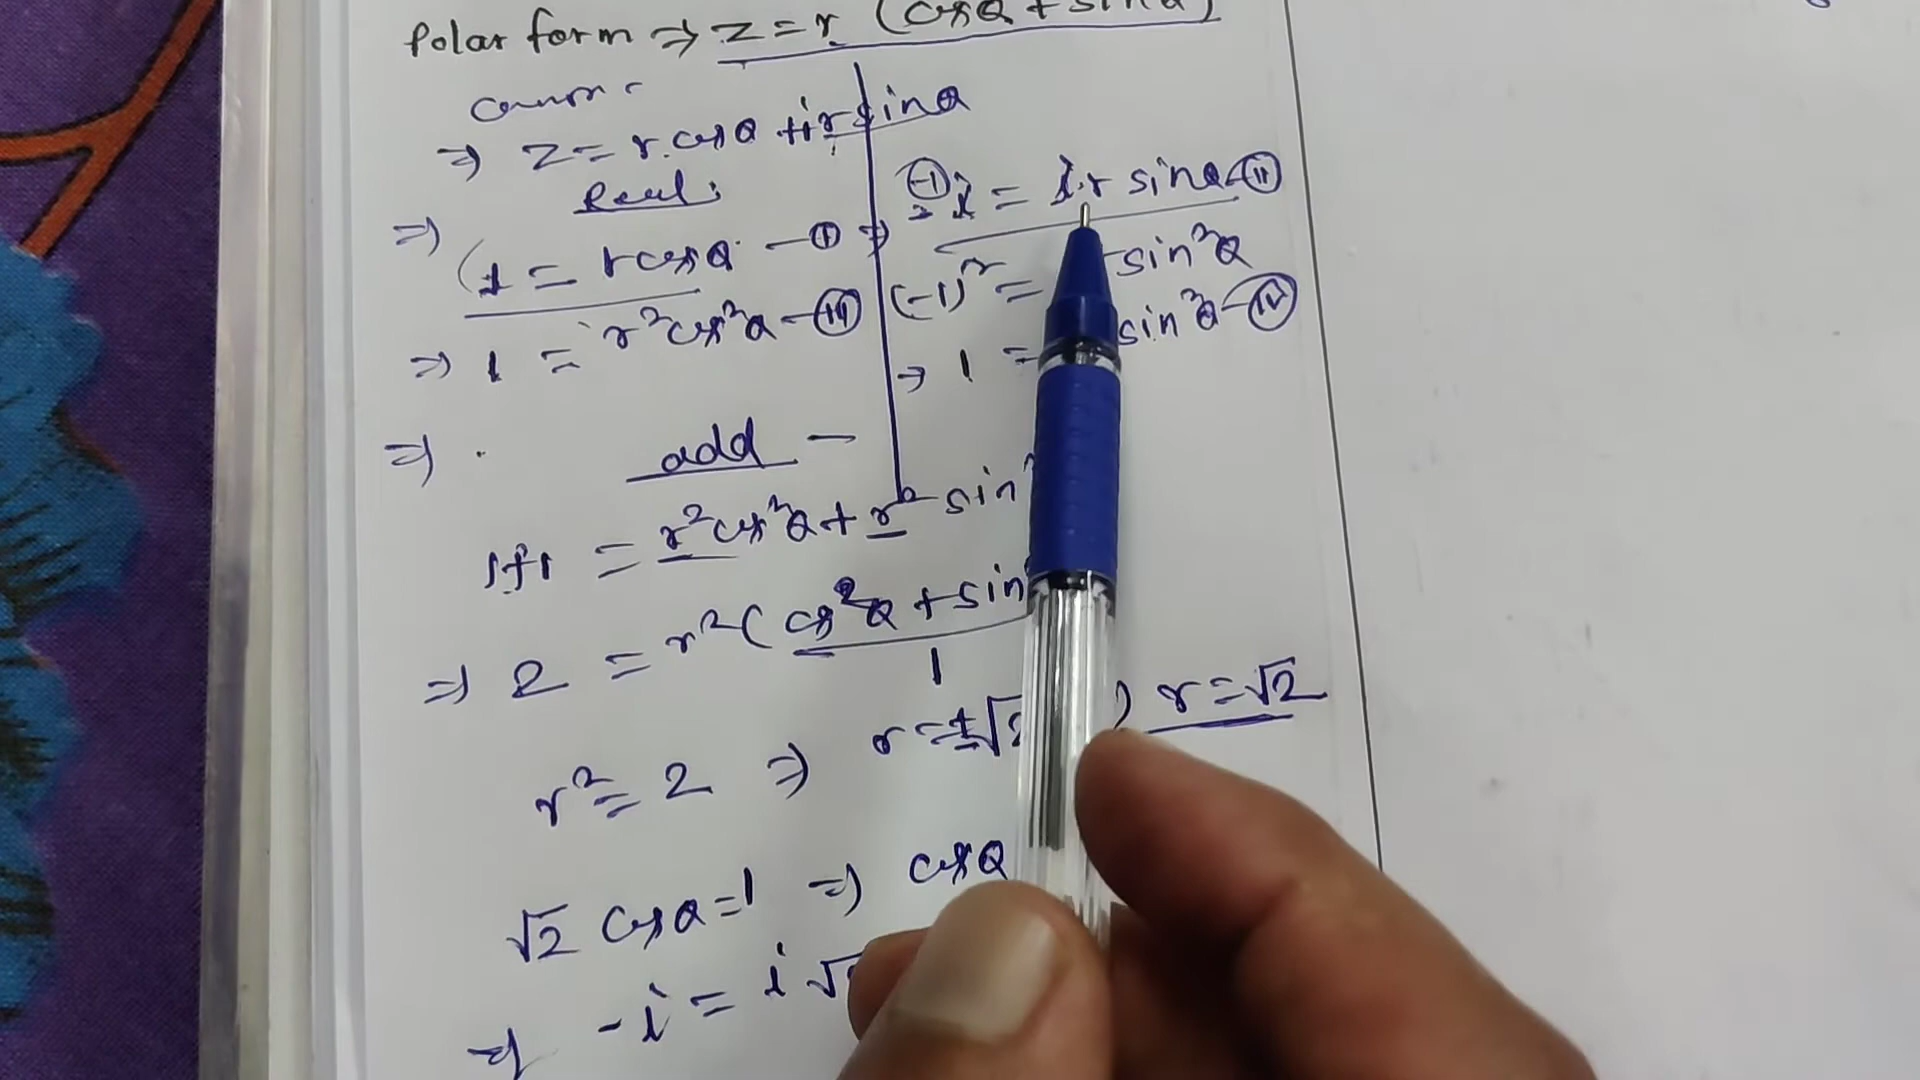 Polar form ⇒ z = r (cosθ + sinθ)
⇒ z = r.cosθ + ir sinθ
Real:
⇒ 1 = rcosθ — (I)
⇒ 1 = r²cos²θ — (III)
⇒ -i = i.r sinθ — (II)
(-1)² = sin²θ
→ 1 = sin²θ — (IV)
⇒ . add —
1+1 = r²cos²θ + r² sin
⇒ 2 = r² (cos²θ + sin
1
r² = 2 ⇒ r = ±√2 ) r = √2
√2 cosθ = 1 ⇒ cosθ
⇒ -i = i √